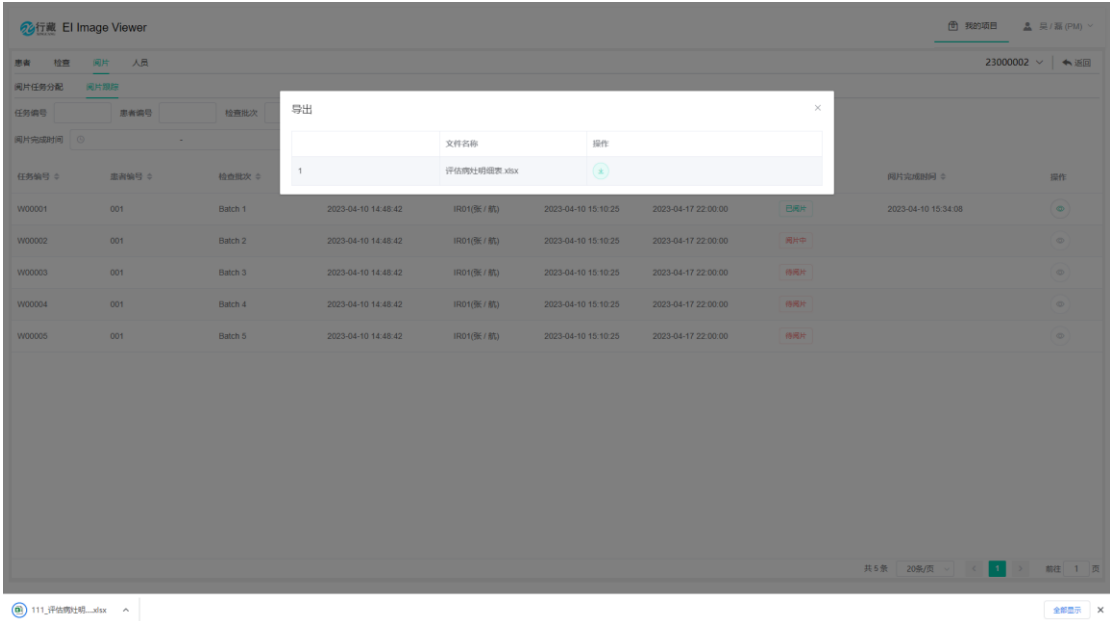 行藏 EI Image Viewer 我的项目 吴 / 磊 (PM)
患者 检查 阅片 人员 23000002 返回
阅片任务分配 阅片跟踪
任务编号 患者编号 检查批次
阅片完成时间 -
导出
文件名称 操作
1 评估病灶明细表.xlsx
任务编号 患者编号 检查批次 阅片完成时间 操作
W00001 001 Batch 1 2023-04-10 14:48:42 IR01(张 / 航) 2023-04-10 15:10:25 2023-04-17 22:00:00 已阅片 2023-04-10 15:34:08
W00002 001 Batch 2 2023-04-10 14:48:42 IR01(张 / 航) 2023-04-10 15:10:25 2023-04-17 22:00:00 阅片中
W00003 001 Batch 3 2023-04-10 14:48:42 IR01(张 / 航) 2023-04-10 15:10:25 2023-04-17 22:00:00 待阅片
W00004 001 Batch 4 2023-04-10 14:48:42 IR01(张 / 航) 2023-04-10 15:10:25 2023-04-17 22:00:00 待阅片
W00005 001 Batch 5 2023-04-10 14:48:42 IR01(张 / 航) 2023-04-10 15:10:25 2023-04-17 22:00:00 待阅片
共 5 条 20条/页 1 前往 1 页
111_评估病灶明....xlsx 全部显示